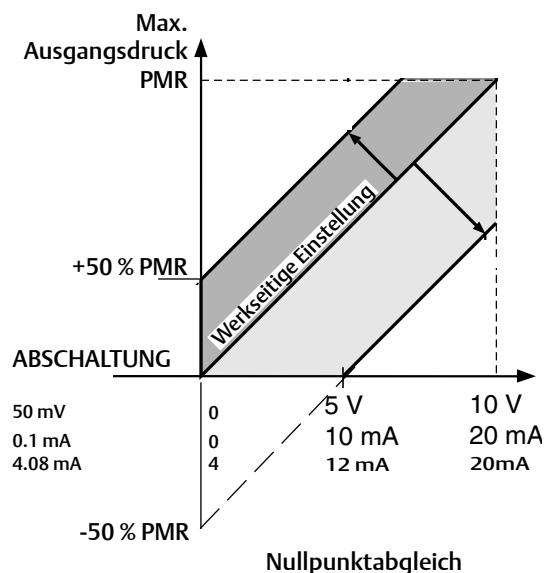 Max.
Ausgangsdruck
PMR
+50 % PMR
Werkseitige Einstellung
ABSCHALTUNG
50 mV 0 5 V 10 V
0.1 mA 0 10 mA 20 mA
4.08 mA 4 12 mA 20mA
-50 % PMR
Nullpunktabgleich